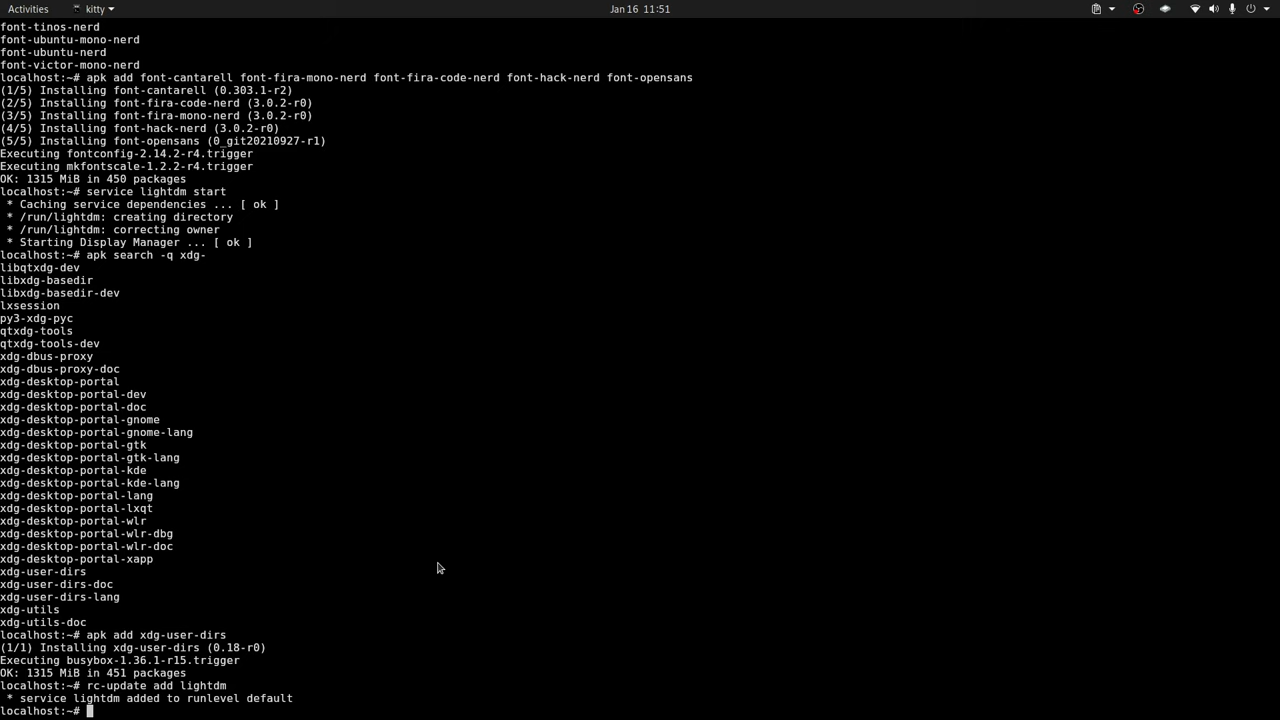 Activities
kitty
Jan 16 11:51
font-tinos-nerd
font-ubuntu-mono-nerd
font-ubuntu-nerd
font-victor-mono-nerd
localhost:~# apk add font-cantarell font-fira-mono-nerd font-fira-code-nerd font-hack-nerd font-opensans
(1/5) Installing font-cantarell (0.303.1-r2)
(2/5) Installing font-fira-code-nerd (3.0.2-r0)
(3/5) Installing font-fira-mono-nerd (3.0.2-r0)
(4/5) Installing font-hack-nerd (3.0.2-r0)
(5/5) Installing font-opensans (0_git20210927-r1)
Executing fontconfig-2.14.2-r4.trigger
Executing mkfontscale-1.2.2-r4.trigger
OK: 1315 MiB in 450 packages
localhost:~# service lightdm start
 * Caching service dependencies ... [ ok ]
 * /run/lightdm: creating directory
 * /run/lightdm: correcting owner
 * Starting Display Manager ... [ ok ]
localhost:~# apk search -q xdg-
libqtxdg-dev
libxdg-basedir
libxdg-basedir-dev
lxsession
py3-xdg-pyc
qtxdg-tools
qtxdg-tools-dev
xdg-dbus-proxy
xdg-dbus-proxy-doc
xdg-desktop-portal
xdg-desktop-portal-dev
xdg-desktop-portal-doc
xdg-desktop-portal-gnome
xdg-desktop-portal-gnome-lang
xdg-desktop-portal-gtk
xdg-desktop-portal-gtk-lang
xdg-desktop-portal-kde
xdg-desktop-portal-kde-lang
xdg-desktop-portal-lang
xdg-desktop-portal-lxqt
xdg-desktop-portal-wlr
xdg-desktop-portal-wlr-dbg
xdg-desktop-portal-wlr-doc
xdg-desktop-portal-xapp
xdg-user-dirs
xdg-user-dirs-doc
xdg-user-dirs-lang
xdg-utils
xdg-utils-doc
localhost:~# apk add xdg-user-dirs
(1/1) Installing xdg-user-dirs (0.18-r0)
Executing busybox-1.36.1-r15.trigger
OK: 1315 MiB in 451 packages
localhost:~# rc-update add lightdm
 * service lightdm added to runlevel default
localhost:~#